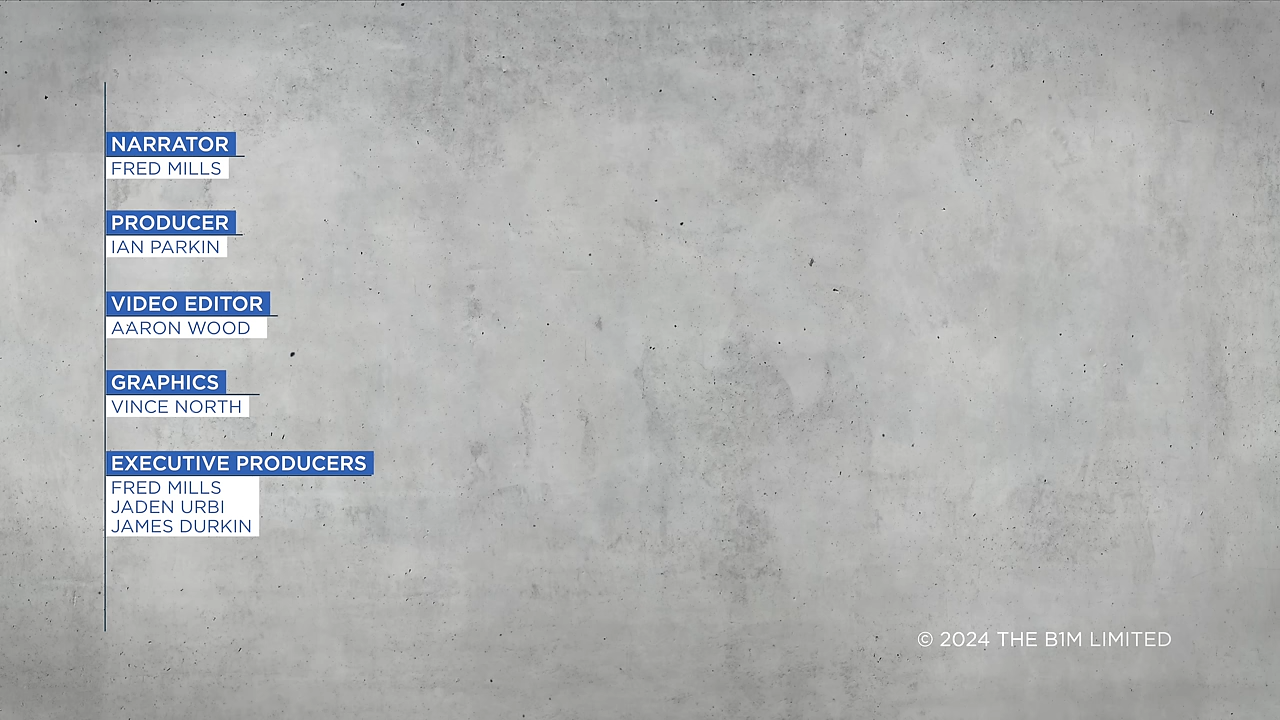 NARRATOR
FRED MILLS
PRODUCER
IAN PARKIN
VIDEO EDITOR
AARON WOOD
GRAPHICS
VINCE NORTH
EXECUTIVE PRODUCERS
FRED MILLS
JADEN URBI
JAMES DURKIN
© 2024 THE B1M LIMITED